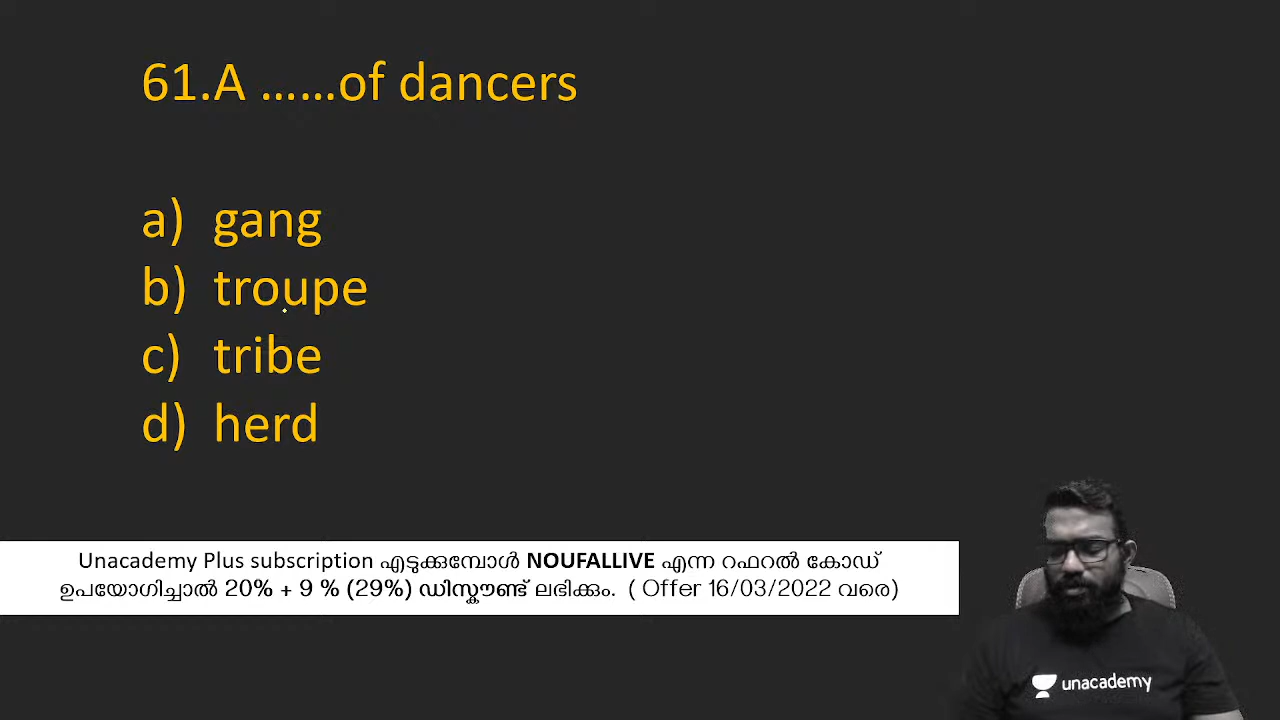 61.A ......of dancers
a) gang
b) troupe
c) tribe
d) herd
Unacademy Plus subscription എടുക്കുമ്പോൾ NOUFALLIVE എന്ന റഫറൽ കോഡ്
ഉപയോഗിച്ചാൽ 20% + 9 % (29%) ഡിസ്കൗണ്ട് ലഭിക്കും. ( Offer 16/03/2022 വരെ)
unacademy